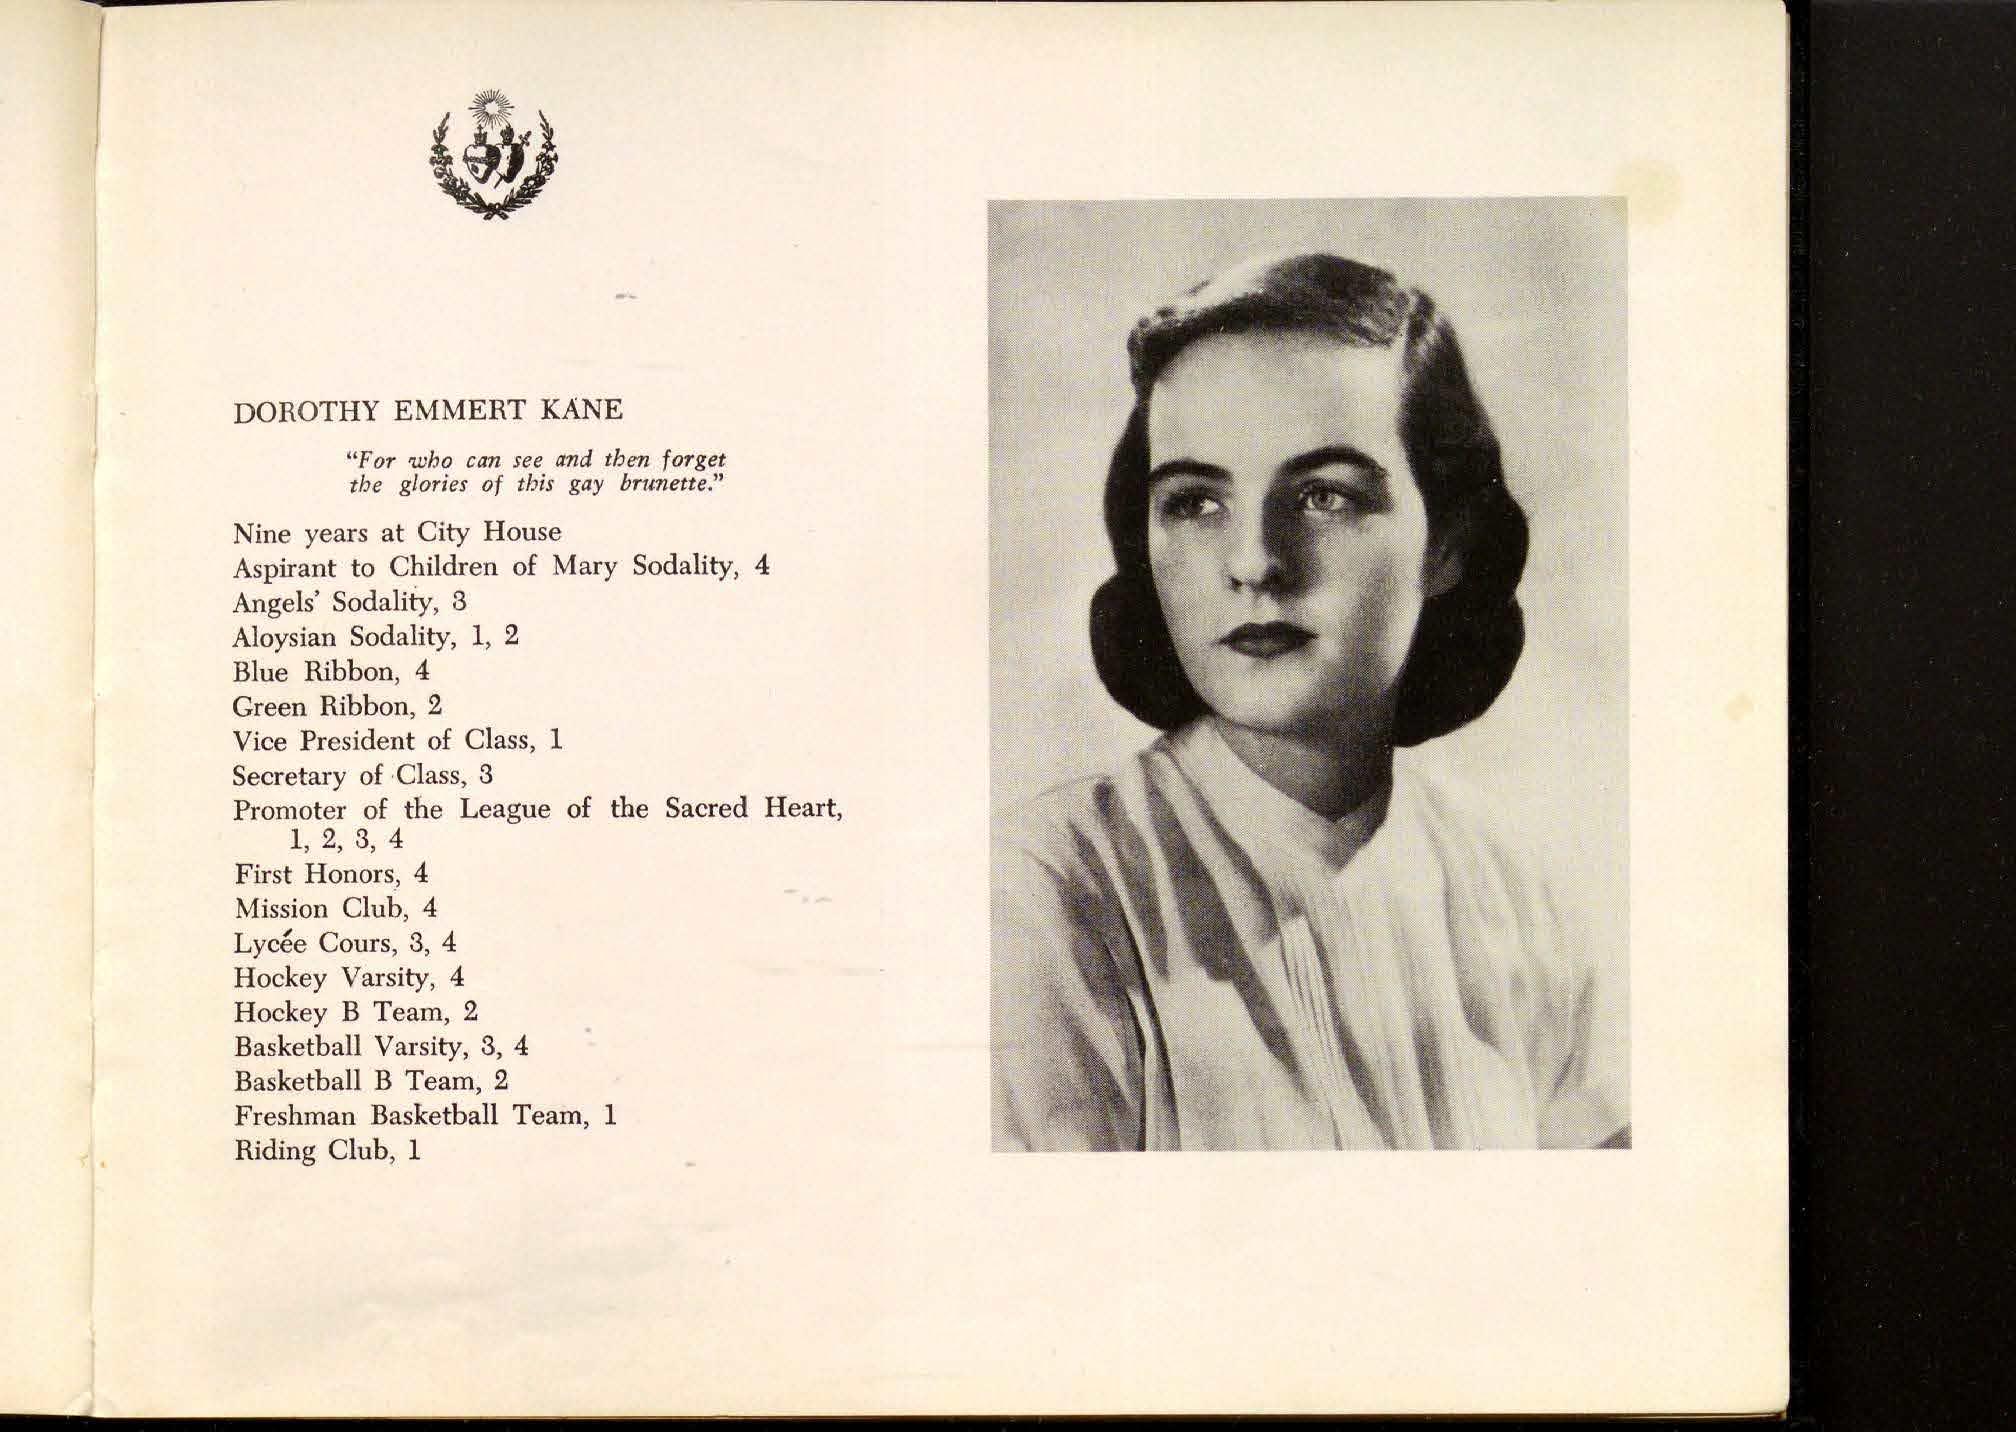 DOROTHY EMMERT KANE
“For who can see and then forget
the glories of this gay brunette.”
Nine years at City House
Aspirant to Children of Mary Sodality, 4
Angels’ Sodality, 3
Aloysian Sodality, 1, 2
Blue Ribbon, 4
Green Ribbon, 2
Vice President of Class, 1
Secretary of Class, 3
Promoter of the League of the Sacred Heart,
1, 2, 3, 4
First Honors, 4
Mission Club, 4
Lycée Cours, 3, 4
Hockey Varsity, 4
Hockey B Team, 2
Basketball Varsity, 3, 4
Basketball B Team, 2
Freshman Basketball Team, 1
Riding Club, 1